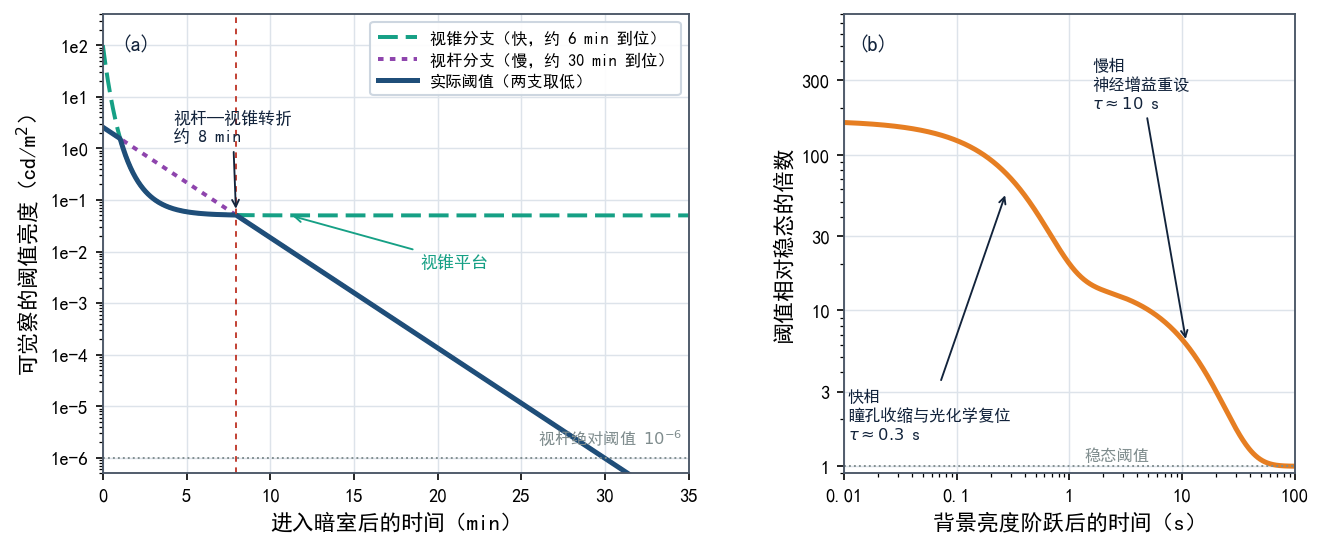 (a)
视锥分支（快，约 6 min 到位）
视杆分支（慢，约 30 min 到位）
实际阈值（两支取低）
视杆—视锥转折
约 8 min
视锥平台
视杆绝对阈值 10⁻⁶
可觉察的阈值亮度（cd/m²）
1e2
1e1
1e0
1e−1
1e−2
1e−3
1e−4
1e−5
1e−6
0 5 10 15 20 25 30 35
进入暗室后的时间（min）
(b)
慢相
神经增益重设
τ≈10 s
快相
瞳孔收缩与光化学复位
τ≈0.3 s
稳态阈值
阈值相对稳态的倍数
300
100
30
10
3
1
0.01 0.1 1 10 100
背景亮度阶跃后的时间（s）